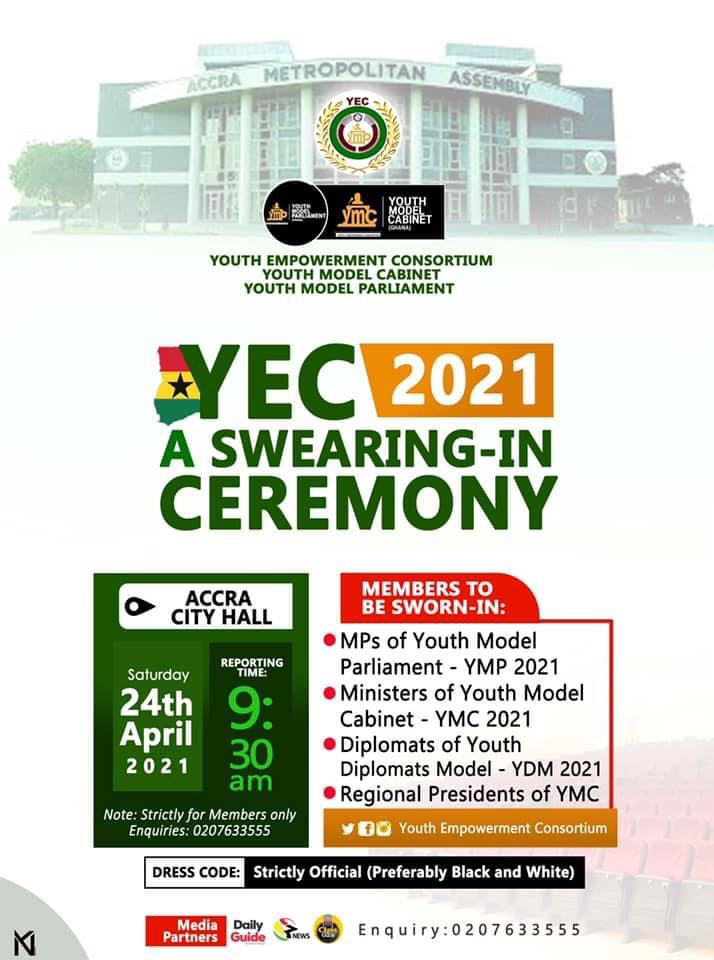 ACCRA METROPOLITAN ASSEMBLY
YEC
YMP
YOUTH
MODEL
PARLIAMENT
YMC
YOUTH
MODEL
CABINET
(GHANA)
YOUTH EMPOWERMENT CONSORTIUM
YOUTH MODEL CABINET
YOUTH MODEL PARLIAMENT
YEC 2021
A SWEARING-IN
CEREMONY
ACCRA
CITY HALL
Saturday
24th
April
2021
REPORTING
TIME:
9:
30
am
Note: Strictly for Members only
Enquiries: 0207633555
MEMBERS TO
BE SWORN-IN:
MPs of Youth Model
Parliament - YMP 2021
Ministers of Youth Model
Cabinet - YMC 2021
Diplomats of Youth
Diplomats Model - YDM 2021
Regional Presidents of YMC
Youth Empowerment Consortium
DRESS CODE: Strictly Official (Preferably Black and White)
Media
Partners
Daily
Guide
NEWS
Enquiry:0207633555